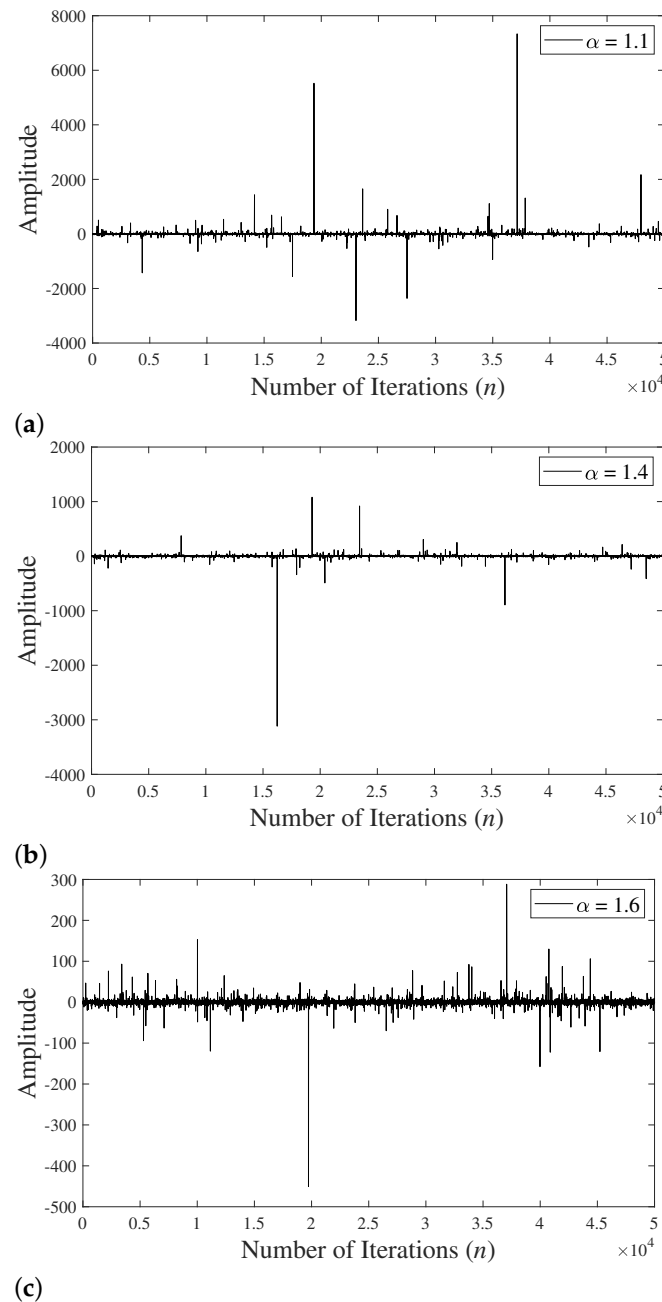 8000
α = 1.1
6000
4000
2000
0
-2000
-4000
Amplitude
0 0.5 1 1.5 2 2.5 3 3.5 4 4.5 5
Number of Iterations (n)
×10⁴
(a)
2000
α = 1.4
1000
0
-1000
-2000
-3000
-4000
Amplitude
0 0.5 1 1.5 2 2.5 3 3.5 4 4.5 5
Number of Iterations (n)
×10⁴
(b)
300
α = 1.6
200
100
0
-100
-200
-300
-400
-500
Amplitude
0 0.5 1 1.5 2 2.5 3 3.5 4 4.5 5
Number of Iterations (n)
×10⁴
(c)